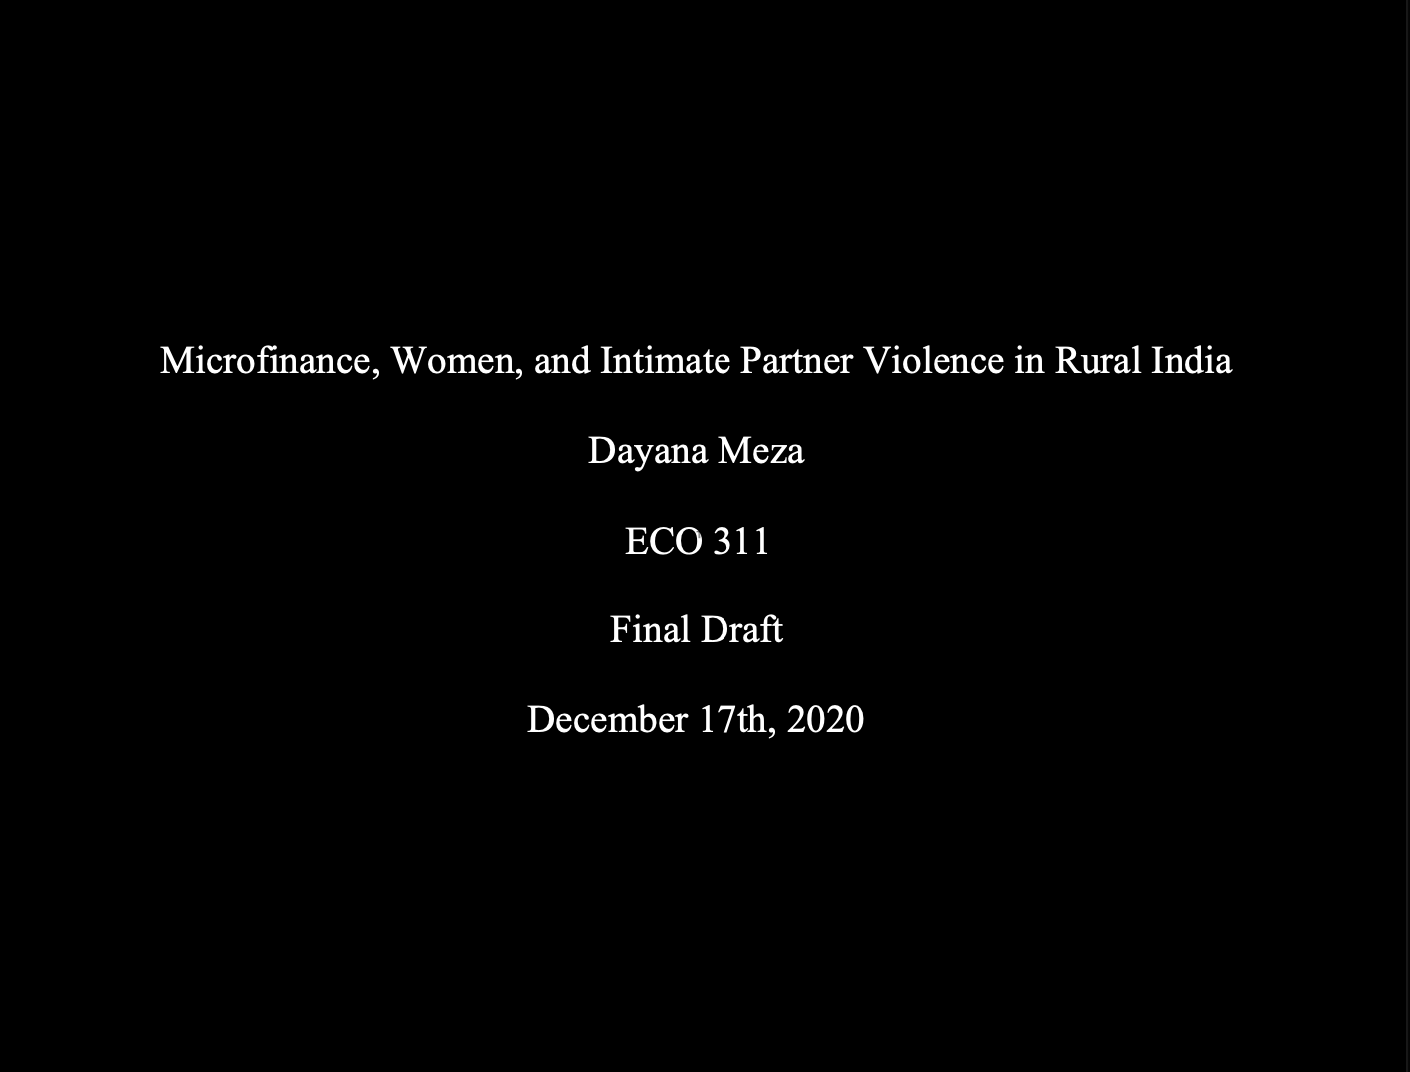 Microfinance, Women, and Intimate Partner Violence in Rural India
Dayana Meza
ECO 311
Final Draft
December 17th, 2020